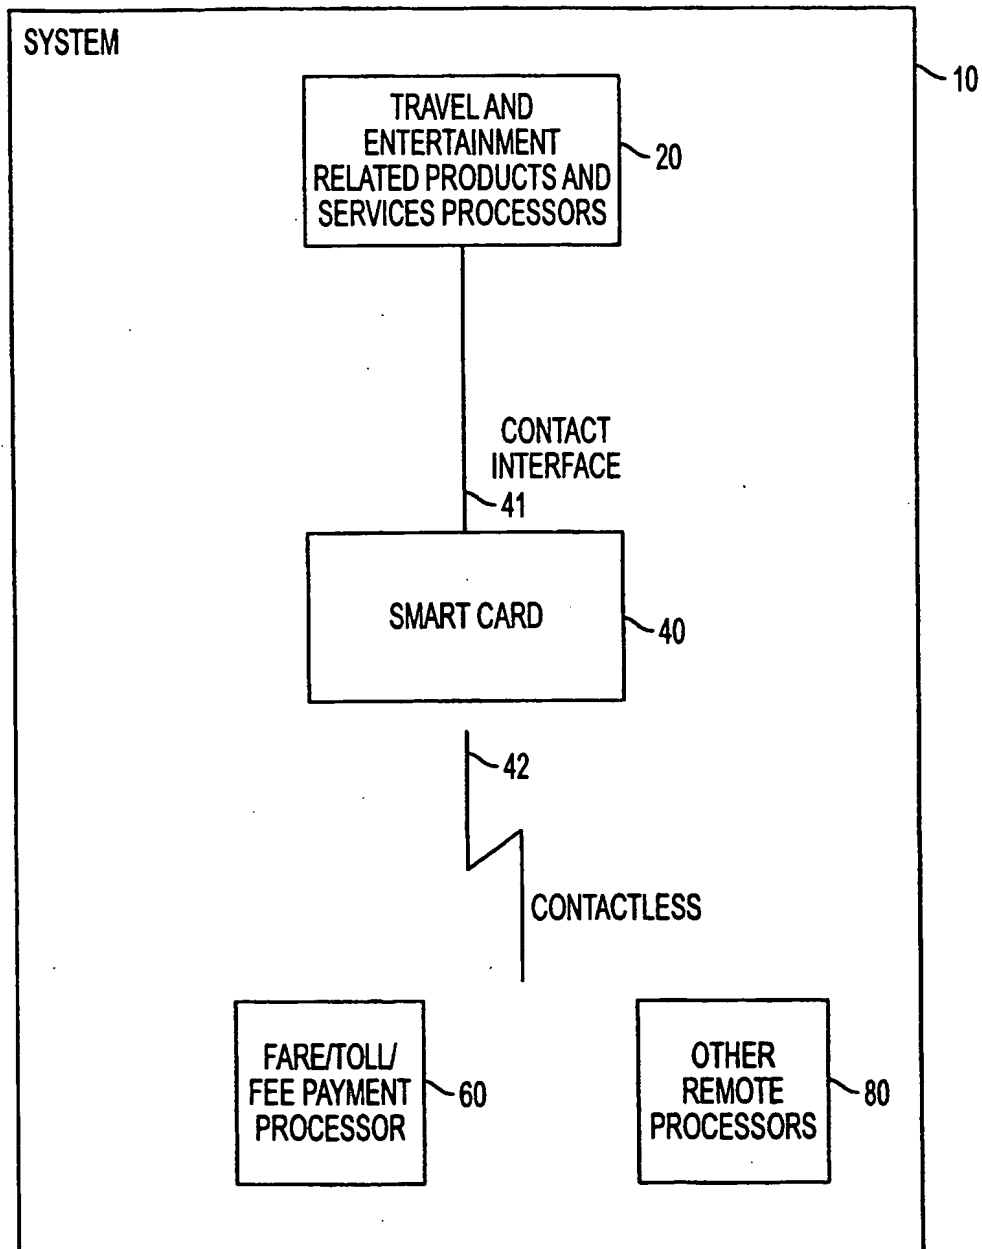 SYSTEM
10
TRAVEL AND
ENTERTAINMENT
RELATED PRODUCTS AND
SERVICES PROCESSORS
20
CONTACT
INTERFACE
41
SMART CARD
40
42
CONTACTLESS
FARE/TOLL/
FEE PAYMENT
PROCESSOR
60
OTHER
REMOTE
PROCESSORS
80